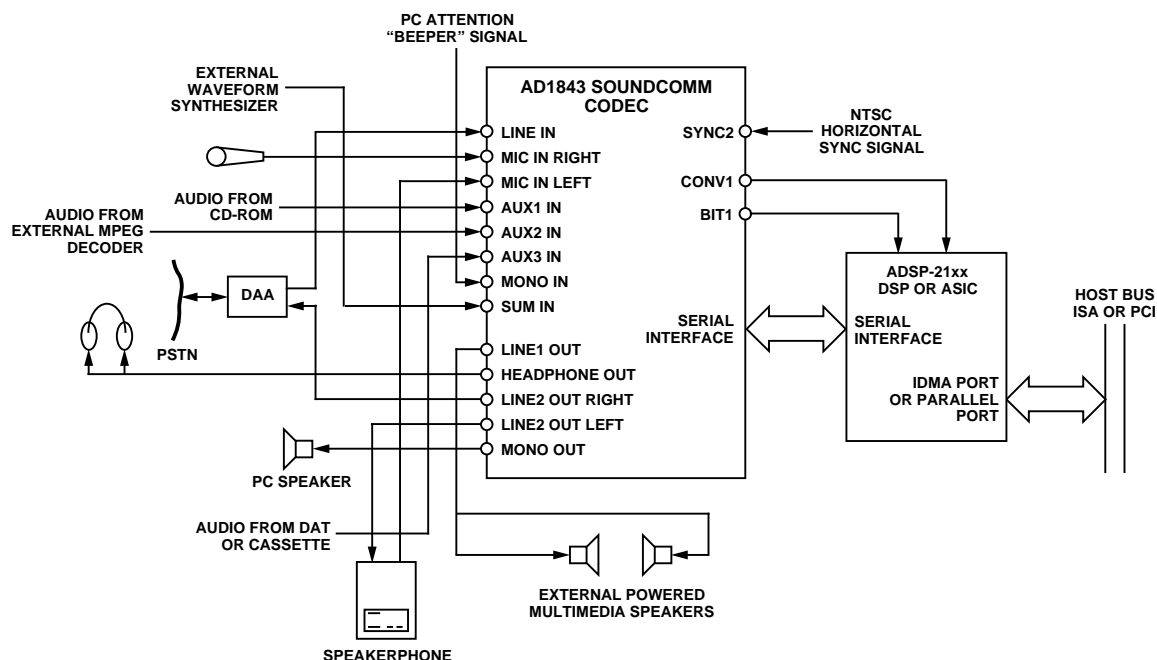 PC ATTENTION
“BEEPER” SIGNAL
EXTERNAL
WAVEFORM
SYNTHESIZER
AD1843 SOUNDCOMM
CODEC
LINE IN
MIC IN RIGHT
MIC IN LEFT
AUX1 IN
AUX2 IN
AUX3 IN
MONO IN
SUM IN
LINE1 OUT
HEADPHONE OUT
LINE2 OUT RIGHT
LINE2 OUT LEFT
MONO OUT
SYNC2
CONV1
BIT1
SERIAL
INTERFACE
NTSC
HORIZONTAL
SYNC SIGNAL
AUDIO FROM
CD-ROM
AUDIO FROM
EXTERNAL MPEG
DECODER
DAA
PSTN
ADSP-21xx
DSP OR ASIC
SERIAL
INTERFACE
IDMA PORT
OR PARALLEL
PORT
HOST BUS
ISA OR PCI
PC SPEAKER
AUDIO FROM DAT
OR CASSETTE
EXTERNAL POWERED
MULTIMEDIA SPEAKERS
SPEAKERPHONE